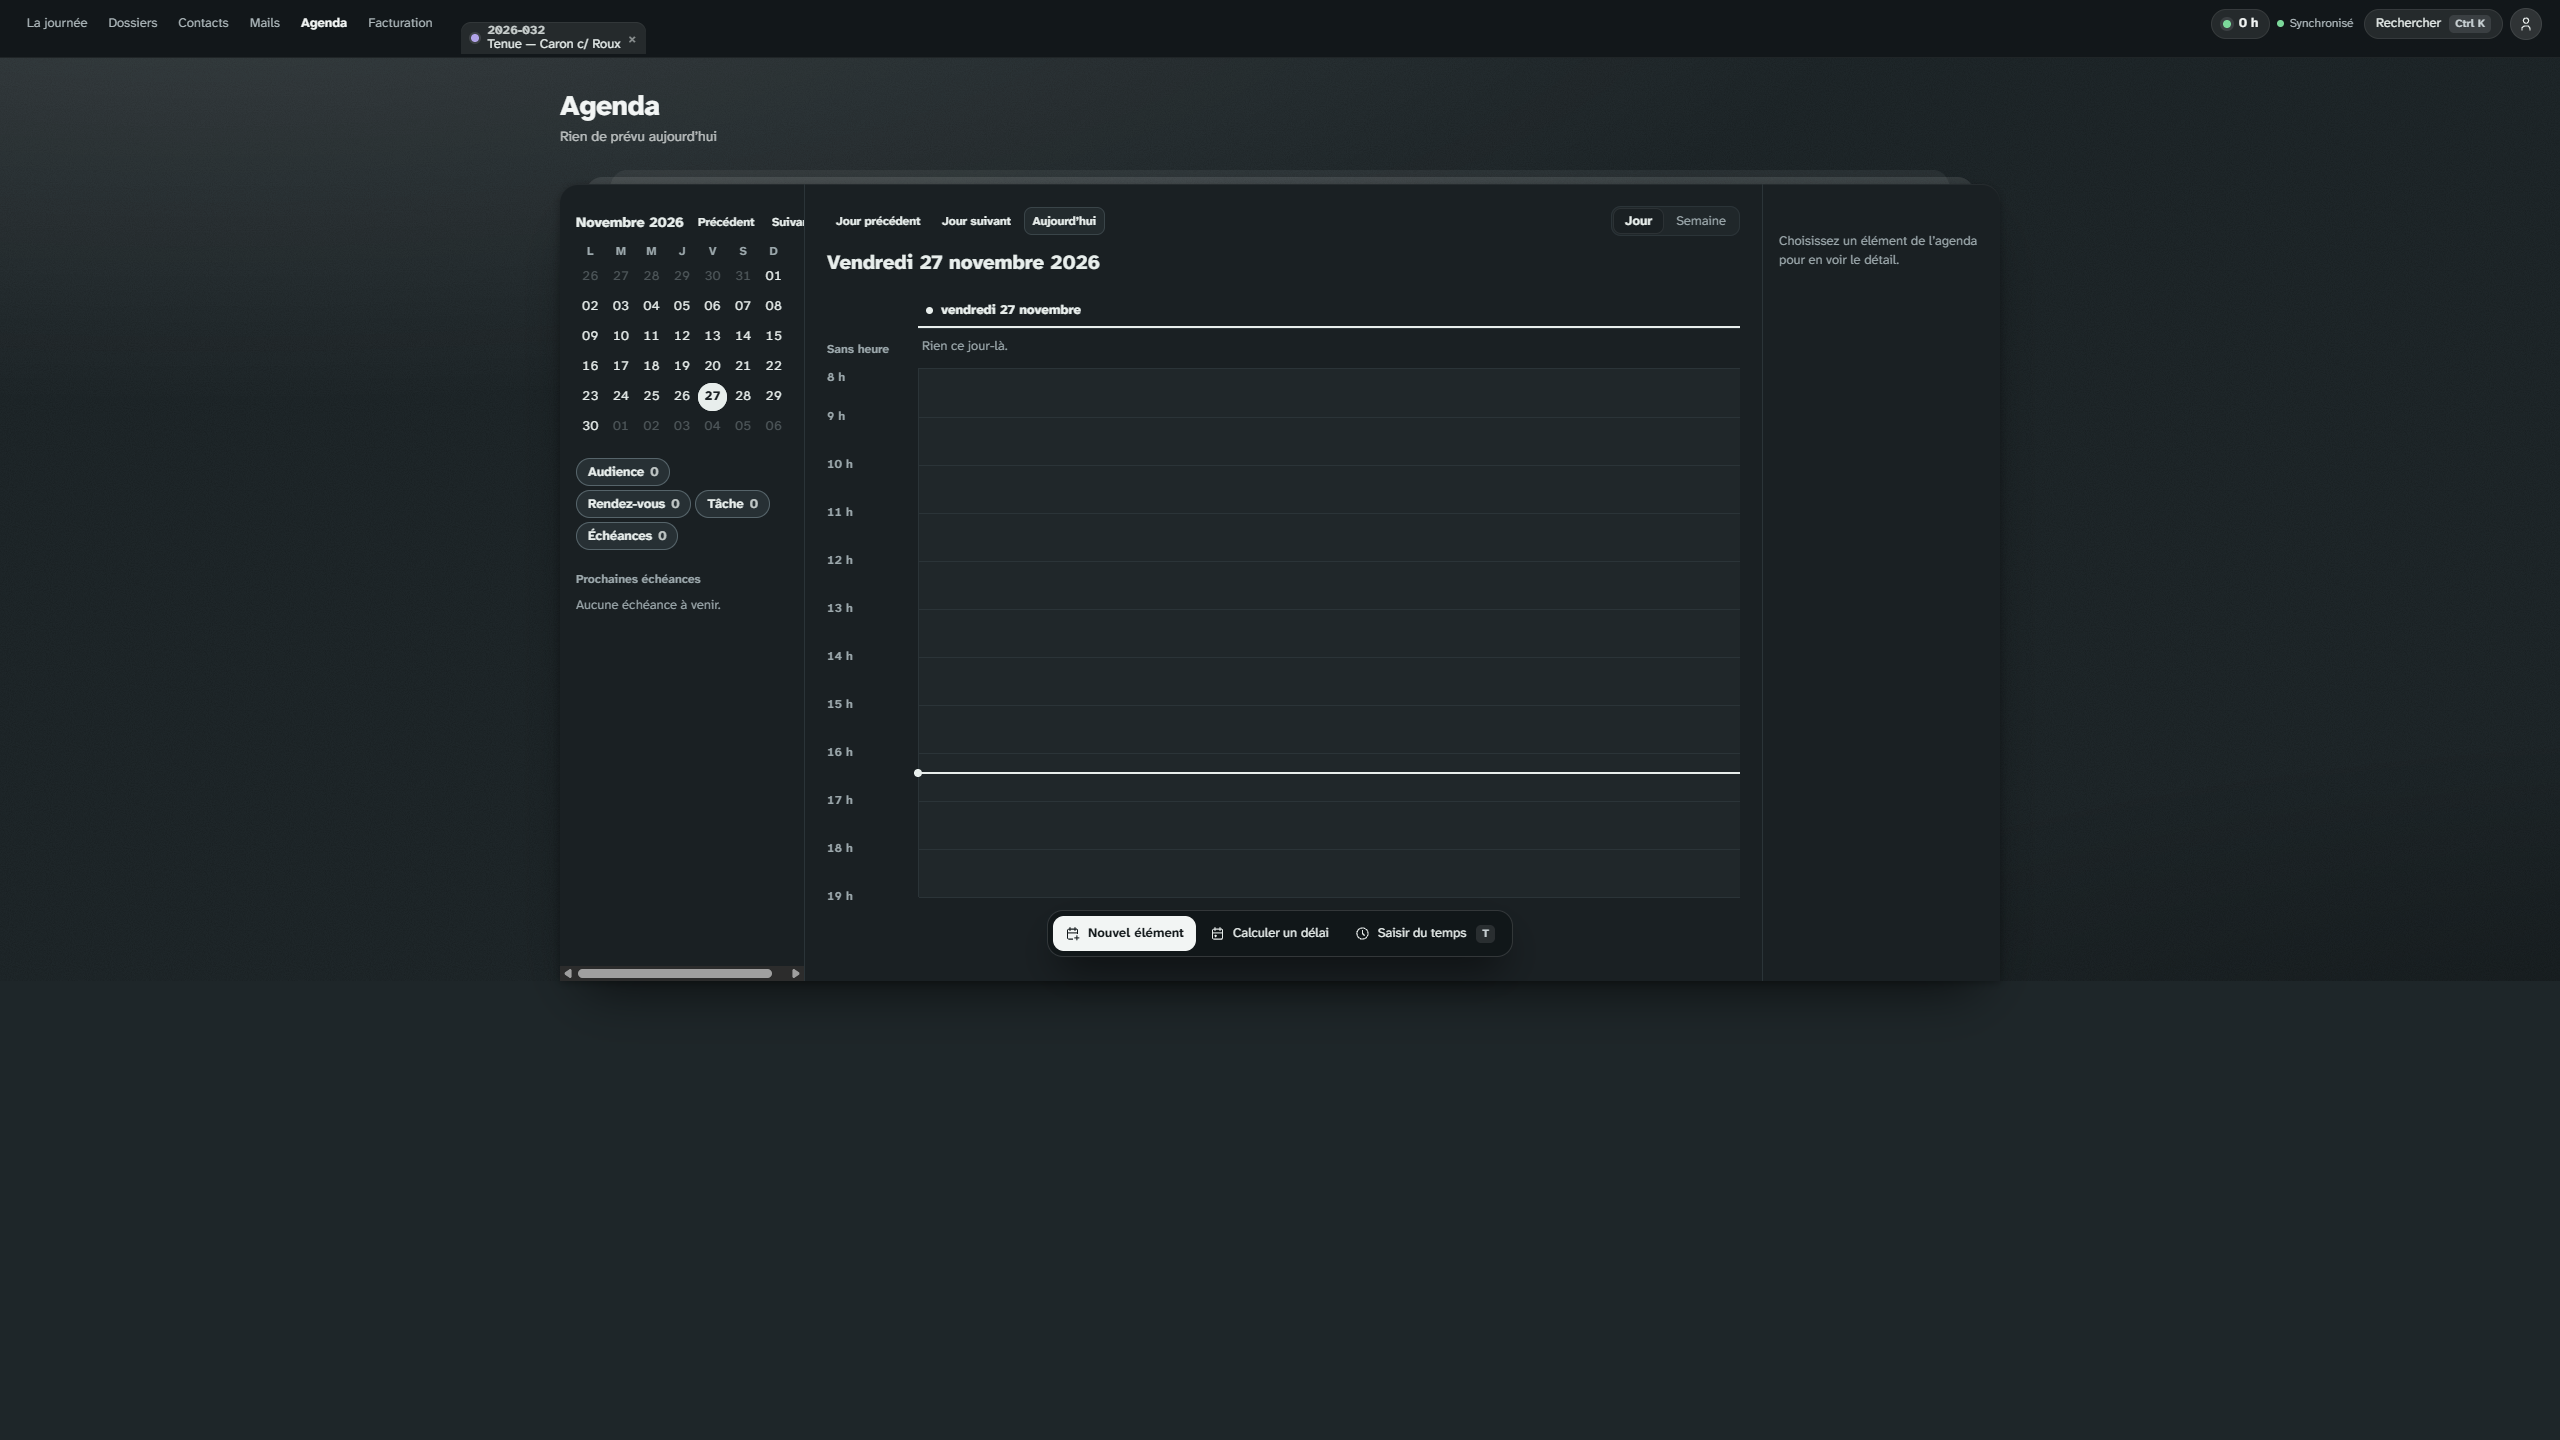 La journée Dossiers Contacts Mails Agenda Facturation
2026-032
Tenue — Caron c/ Roux ×
0 h Synchronisé Rechercher Ctrl K
Agenda
Rien de prévu aujourd'hui
Novembre 2026 Précédent
L M M J V S D
26 27 28 29 30 31 01
02 03 04 05 06 07 08
09 10 11 12 13 14 15
16 17 18 19 20 21 22
23 24 25 26 27 28 29
30 01 02 03 04 05 06
Audience 0
Rendez-vous 0 Tâche 0
Échéances 0
Prochaines échéances
Aucune échéance à venir.
Jour précédent Jour suivant Aujourd'hui
Jour Semaine
Vendredi 27 novembre 2026
vendredi 27 novembre
Sans heure Rien ce jour-là.
8 h
9 h
10 h
11 h
12 h
13 h
14 h
15 h
16 h
17 h
18 h
19 h
Nouvel élément Calculer un délai Saisir du temps T
Choisissez un élément de l'agenda
pour en voir le détail.